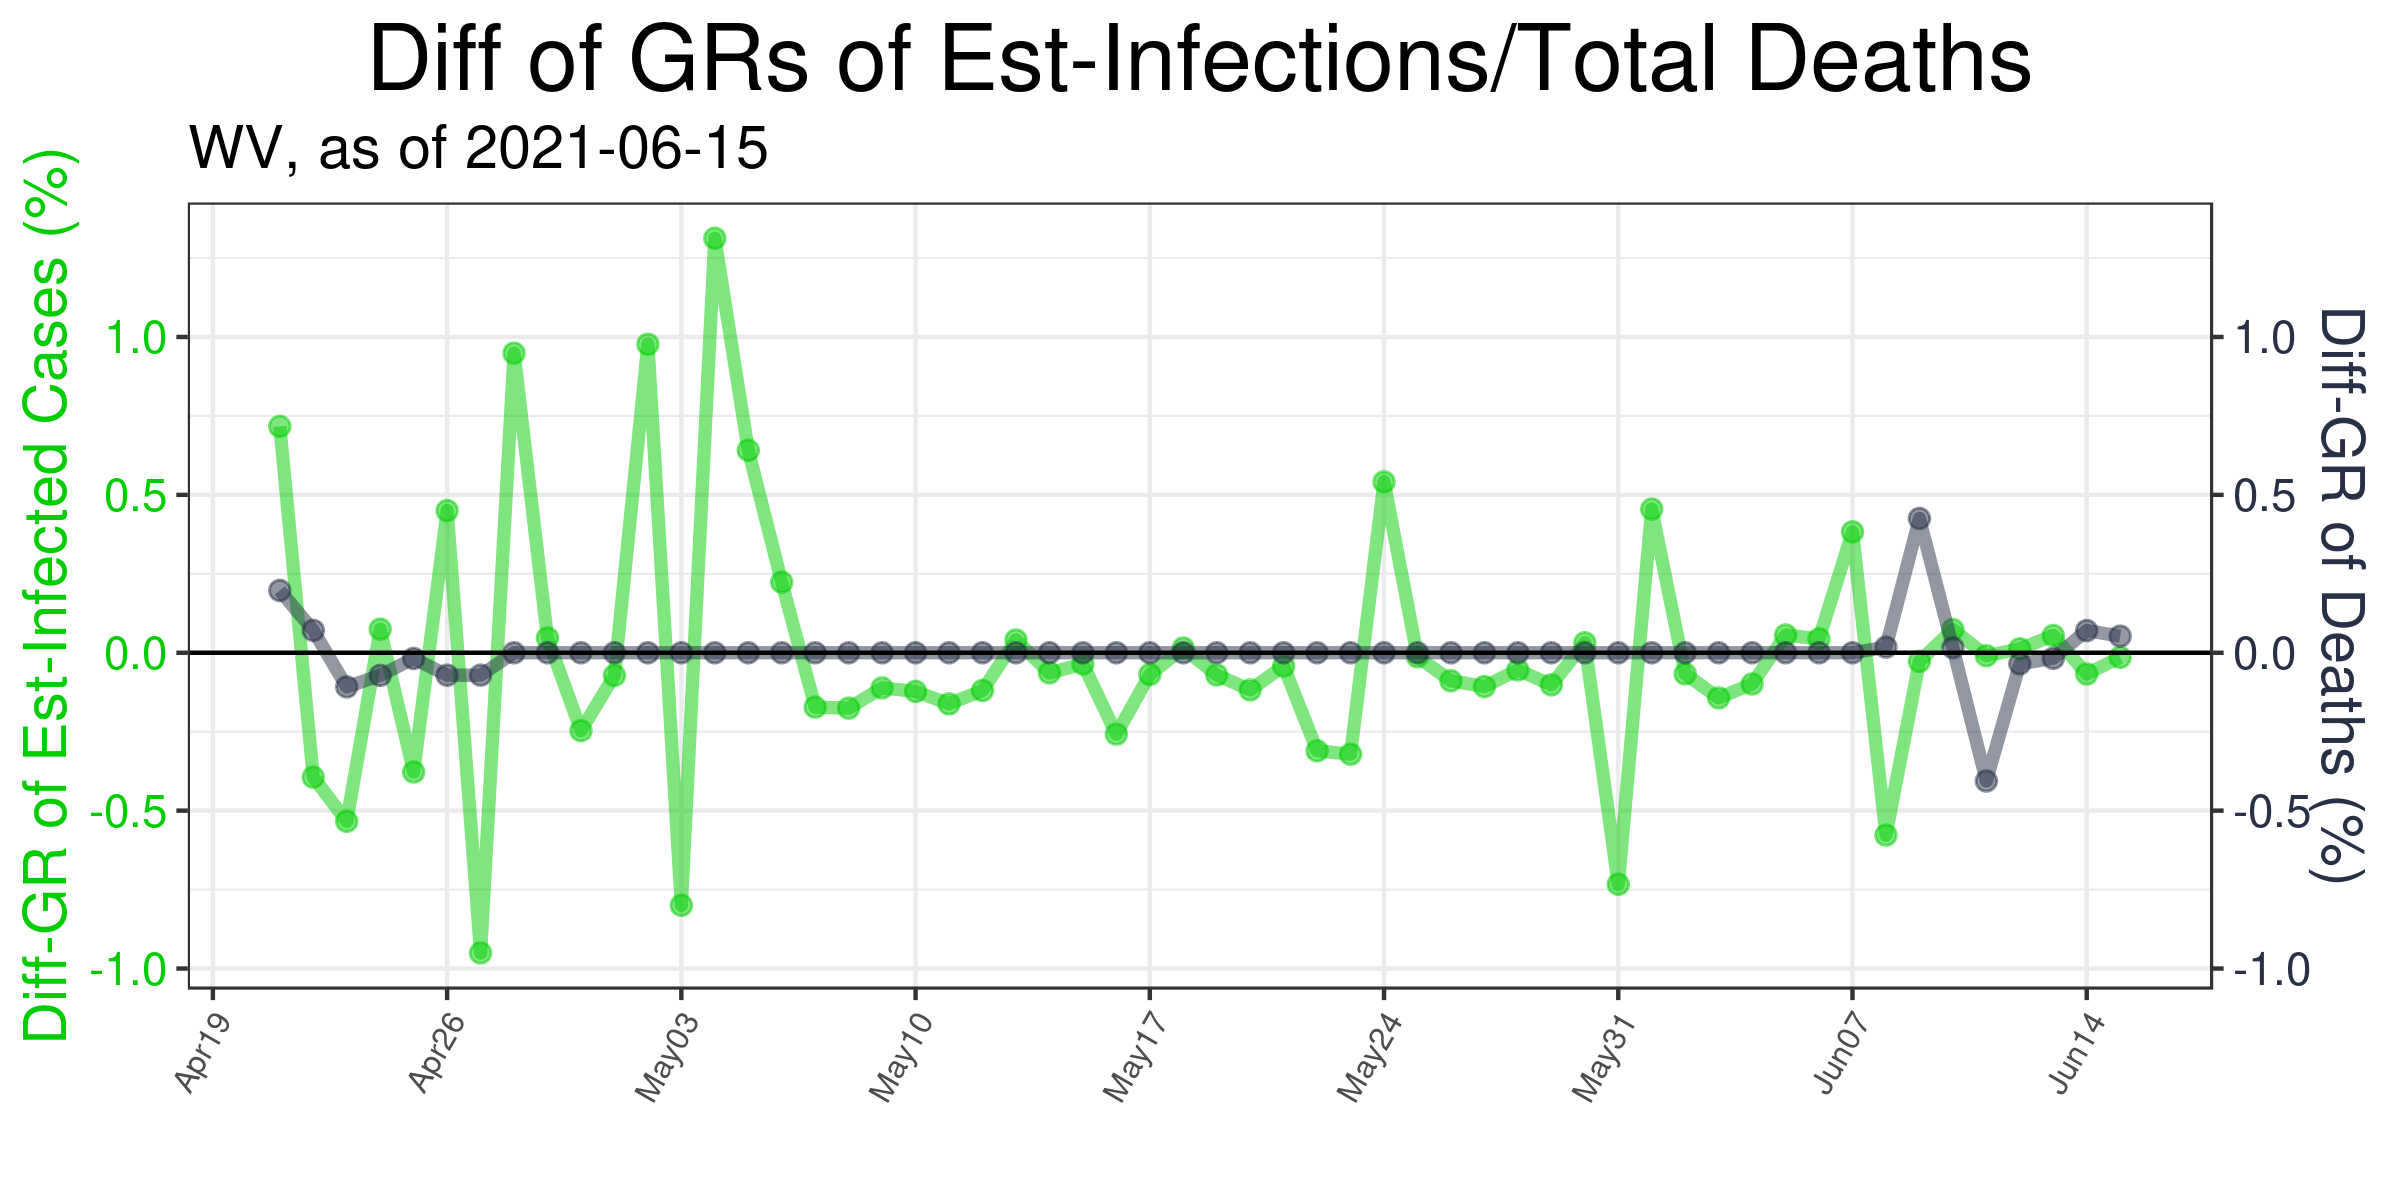 Diff of GRs of Est-Infections/Total Deaths
WV, as of 2021-06-15
Diff-GR of Est-Infected Cases (%)
1.0
0.5
0.0
-0.5
-1.0
1.0
0.5
0.0
-0.5
-1.0
Diff-GR of Deaths (%)
Apr19
Apr26
May03
May10
May17
May24
May31
Jun07
Jun14